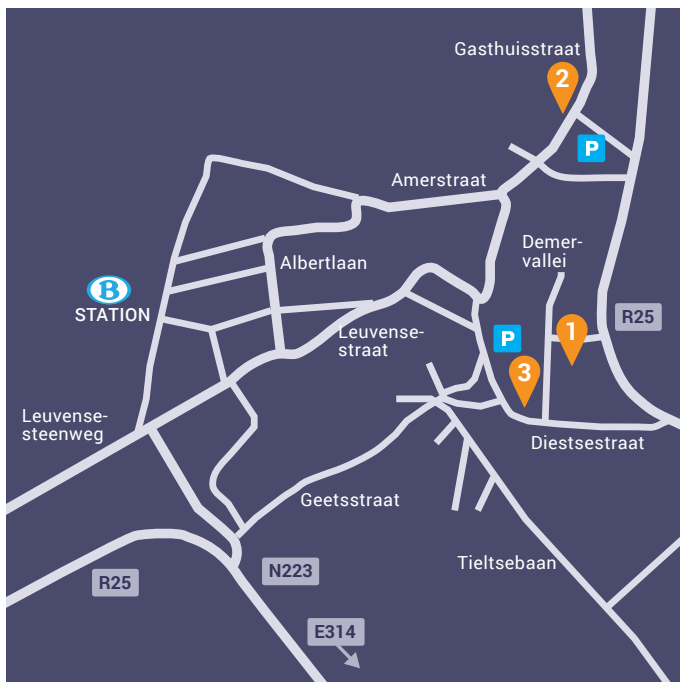 Gasthuisstraat
2
P
Amerstraat
Demer-
vallei
Albertlaan
B
STATION
R25
1
Leuvense-
straat
P
3
Leuvense-
steenweg
Diestsestraat
Geetsstraat
Tieltsebaan
N223
R25
E314